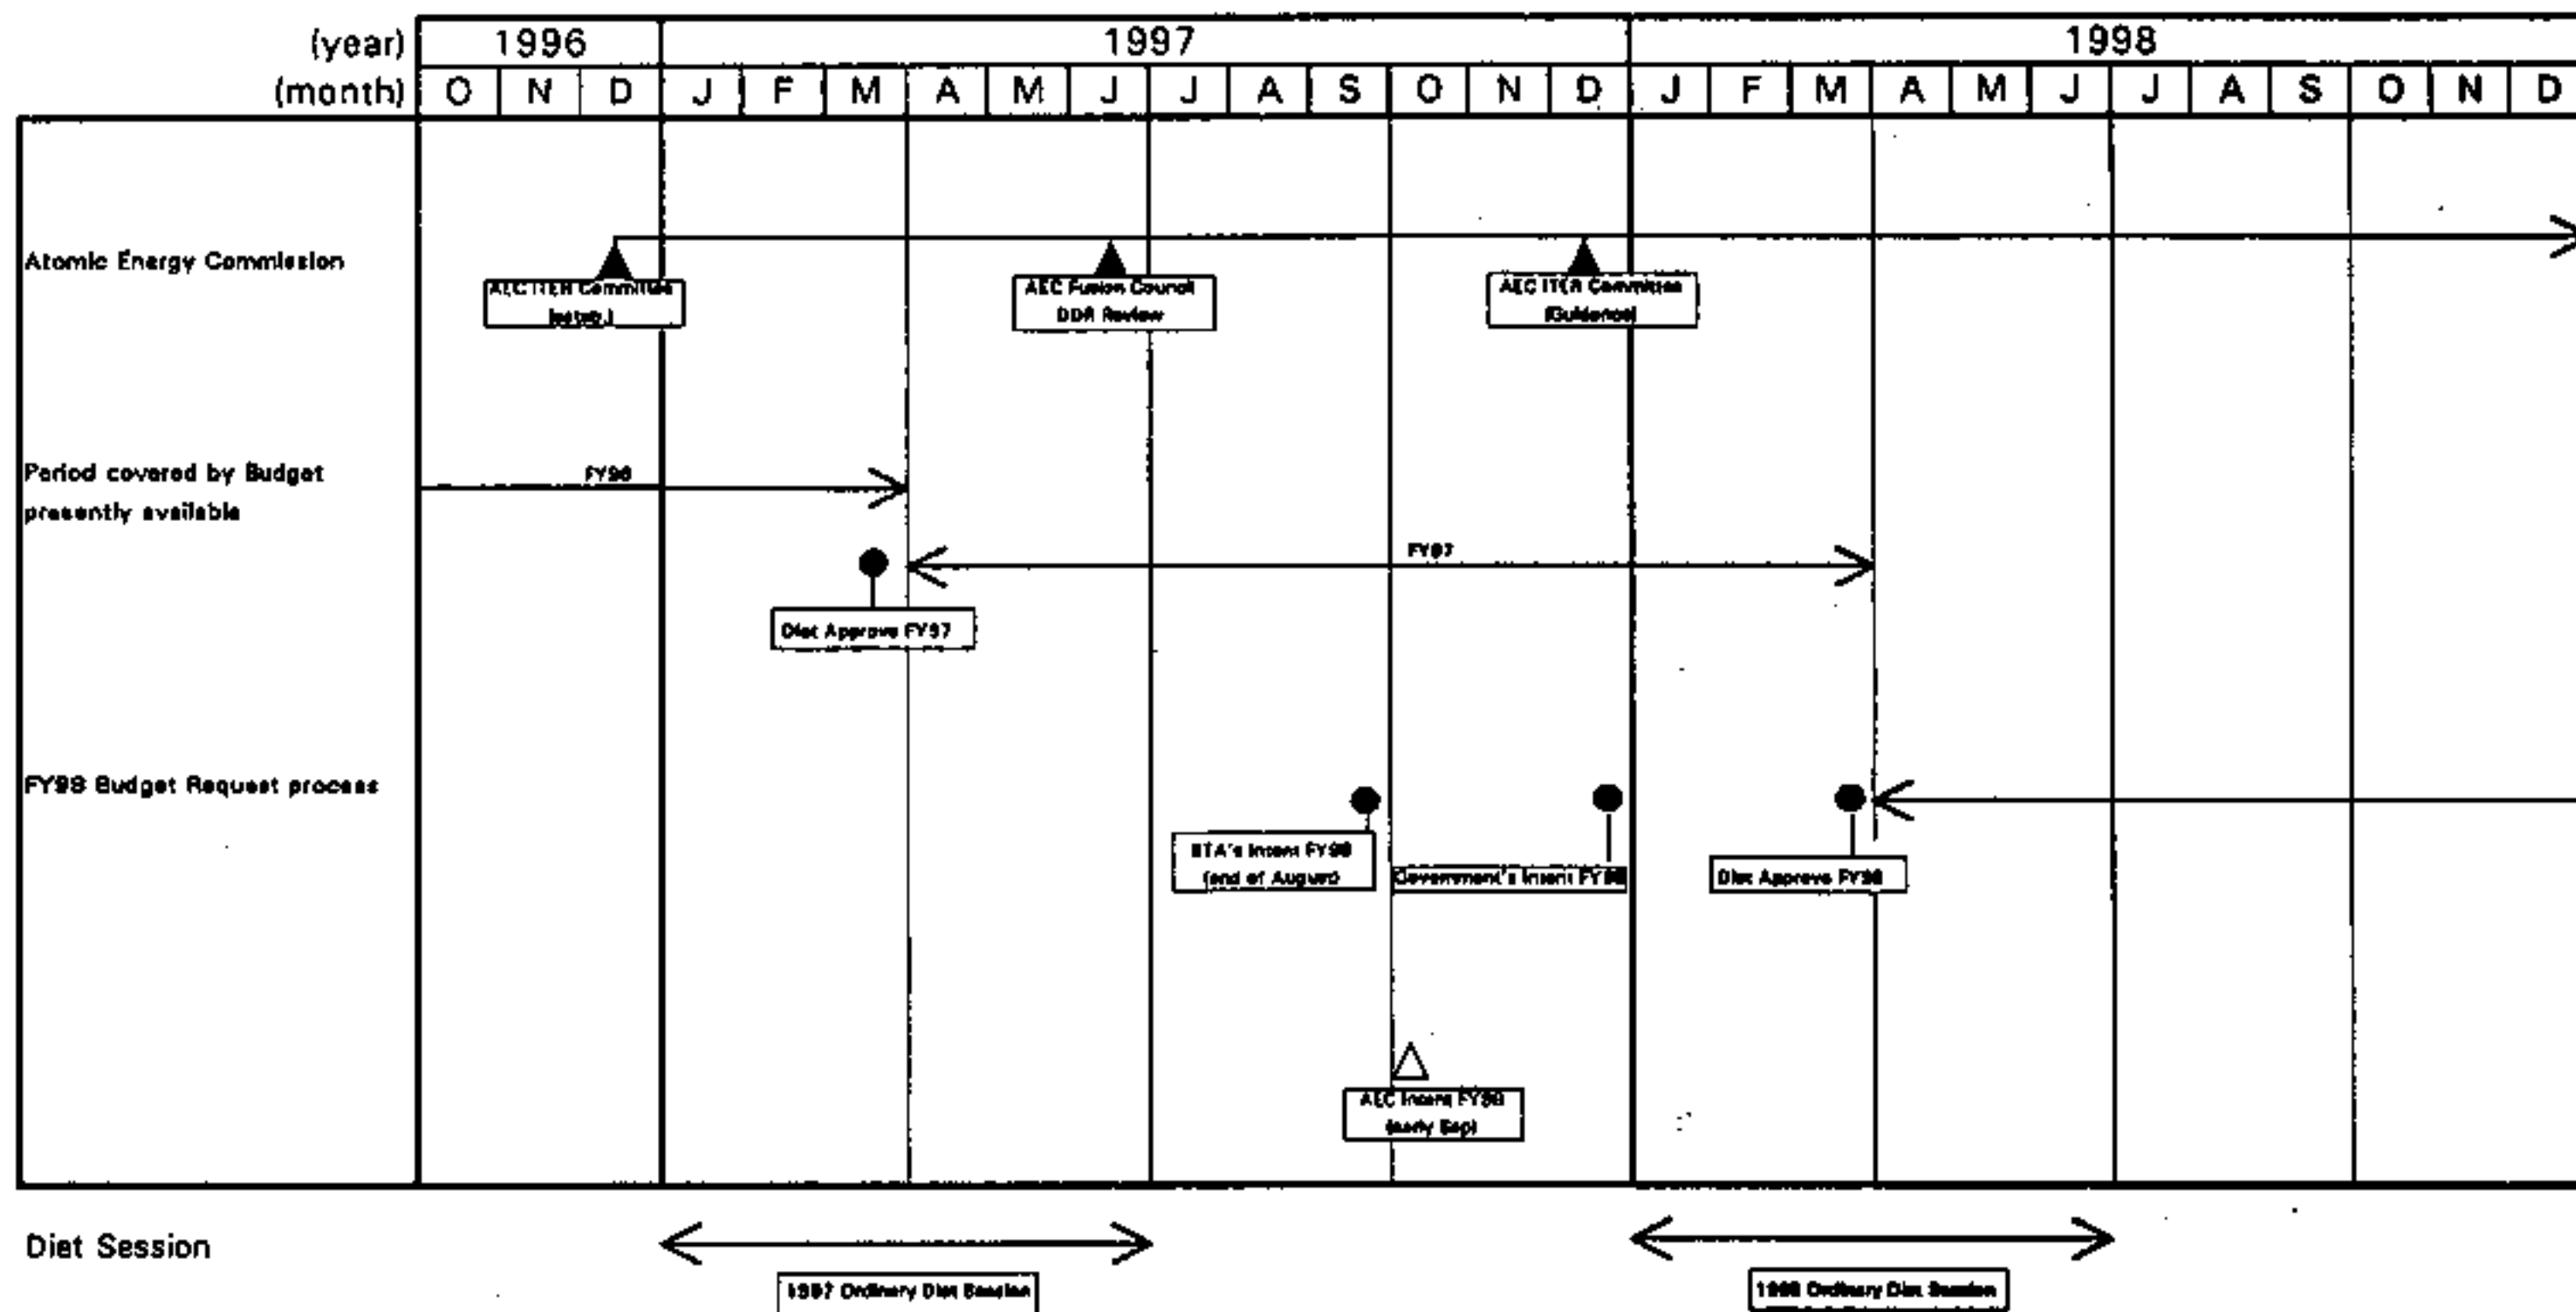 (year) 1996 1997 1998
(month) O N D J F M A M J J A S O N D J F M A M J J A S O N D
Atomic Energy Commission
AEC ITER Committee
(estab.)
AEC Fusion Council
DDR Review
AEC ITER Committee
(Guidance)
Period covered by Budget
presently available
FY96
FY97
Diet Approve FY97
FY98 Budget Request process
STA's Intent FY98
(end of August)
Government's Intent FY98
Diet Approve FY98
AEC Intent FY98
(early Sep)
Diet Session
1997 Ordinary Diet Session
1998 Ordinary Diet Session